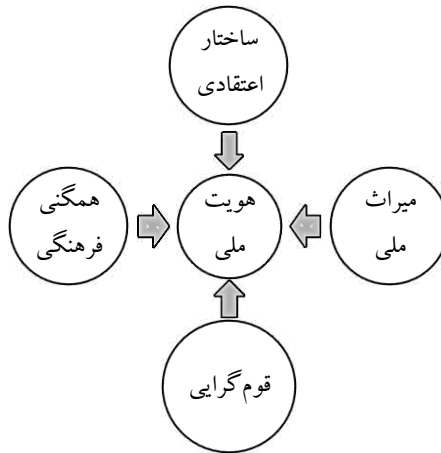 ساختار
اعتقادی
میراث
ملی
هویت
ملی
همگنی
فرهنگی
قوم‌گرایی